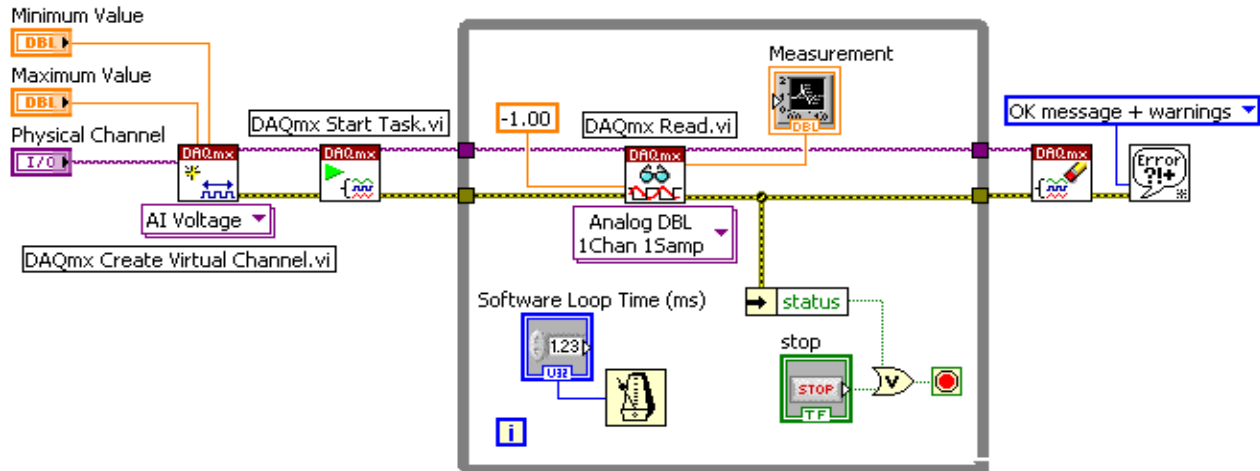 Minimum Value
DBL
Maximum Value
DBL
Physical Channel
I/O
DAQmx
AI Voltage
DAQmx Create Virtual Channel.vi
DAQmx Start Task.vi
DAQmx
-1.00
DAQmx Read.vi
DAQmx
Analog DBL
1Chan 1Samp
Measurement
DBL
Software Loop Time (ms)
1.23
U32
i
status
stop
STOP
TF
V
OK message + warnings
DAQmx
Error
?!+